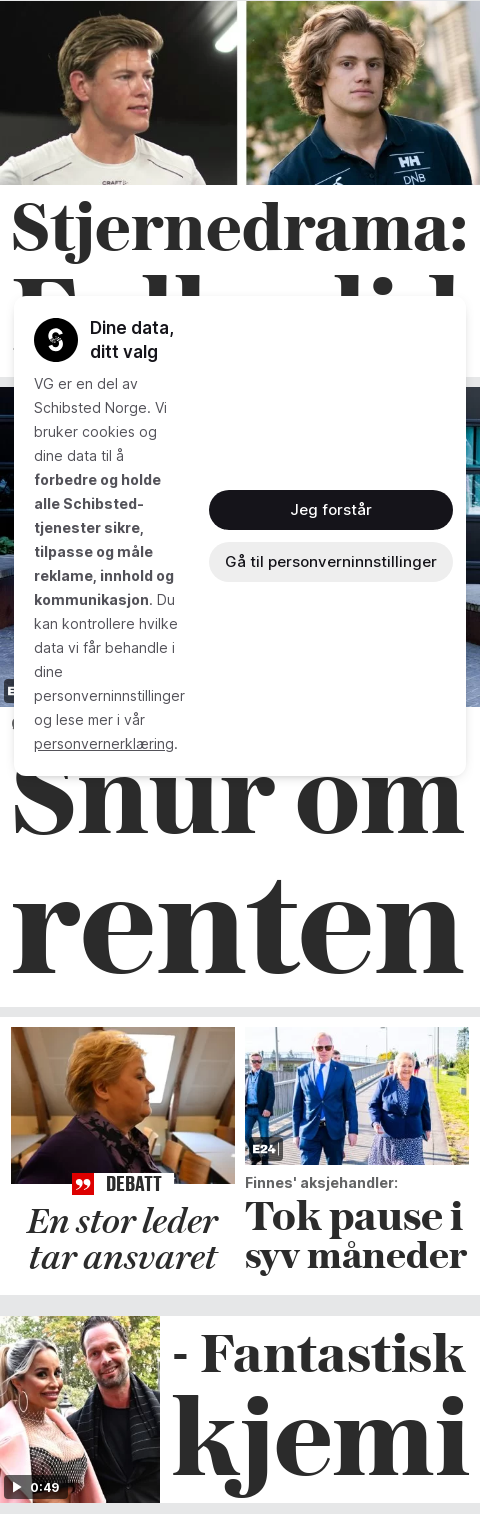 CRAFT
HH
DNB
Stjernedrama:
Dine data,
ditt valg
VG er en del av
Schibsted Norge. Vi
bruker cookies og
dine data til å
forbedre og holde
alle Schibsted-
tjenester sikre,
tilpasse og måle
reklame, innhold og
kommunikasjon. Du
kan kontrollere hvilke
data vi får behandle i
dine
personverninnstillinger
og lese mer i vår
personvernerklæring.
Jeg forstår
Gå til personverninnstillinger
Snur om
renten
DEBATT
En stor leder
tar ansvaret
E24
Finnes' aksjehandler:
Tok pause i
syv måneder
0:49
- Fantastisk
kjemi